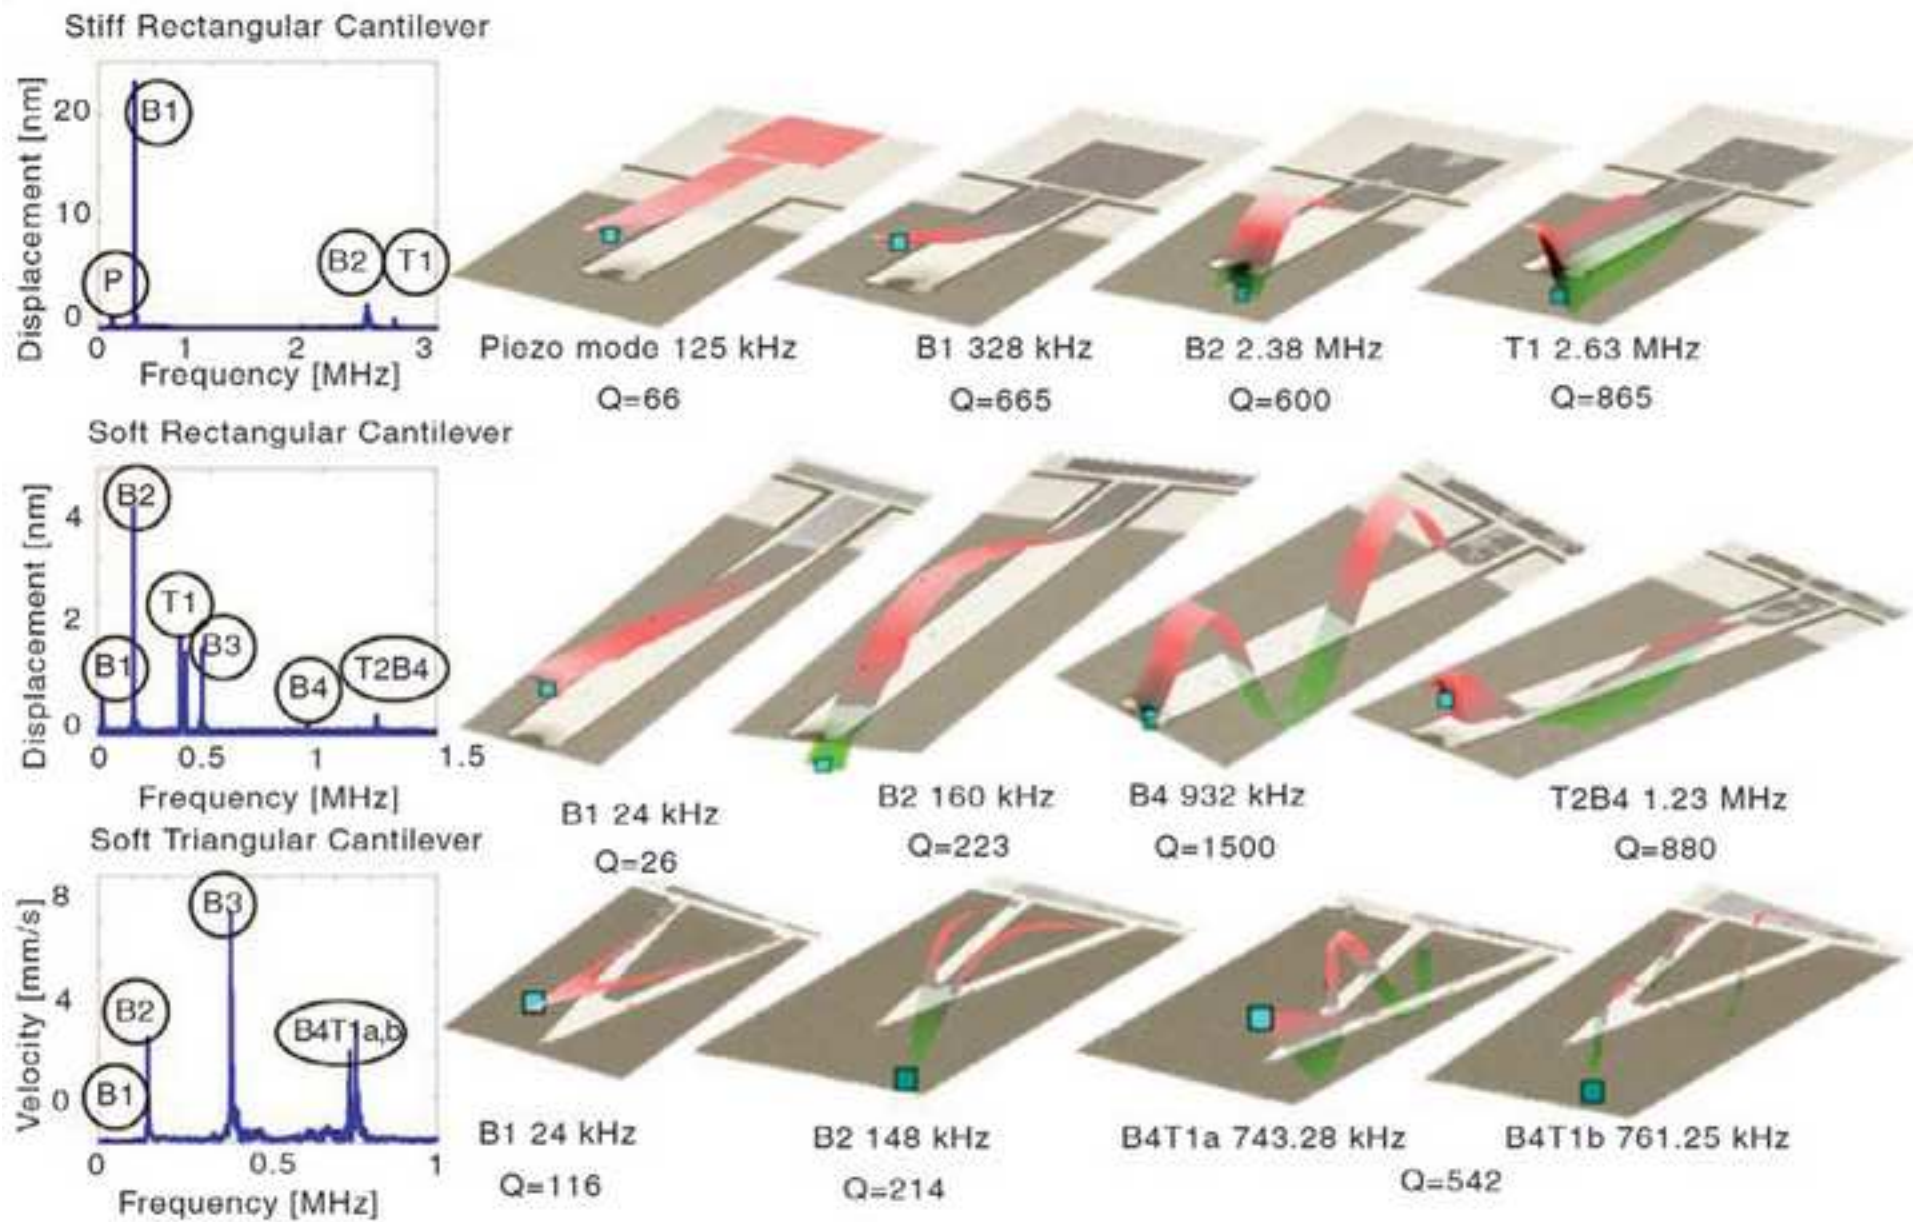 Stiff Rectangular Cantilever
Displacement [nm]
20
10
0
B1
P
B2
T1
0 1 2 3
Frequency [MHz]
Piezo mode 125 kHz
Q=66
B1 328 kHz
Q=665
B2 2.38 MHz
Q=600
T1 2.63 MHz
Q=865
Soft Rectangular Cantilever
Displacement [nm]
4
2
0
B2
T1
B3
B1
B4
T2B4
0 0.5 1 1.5
Frequency [MHz]
B1 24 kHz
Q=26
B2 160 kHz
Q=223
B4 932 kHz
Q=1500
T2B4 1.23 MHz
Q=880
Soft Triangular Cantilever
Velocity [mm/s]
8
4
0
B3
B2
B4T1a,b
B1
0 0.5 1
Frequency [MHz]
B1 24 kHz
Q=116
B2 148 kHz
Q=214
B4T1a 743.28 kHz
B4T1b 761.25 kHz
Q=542